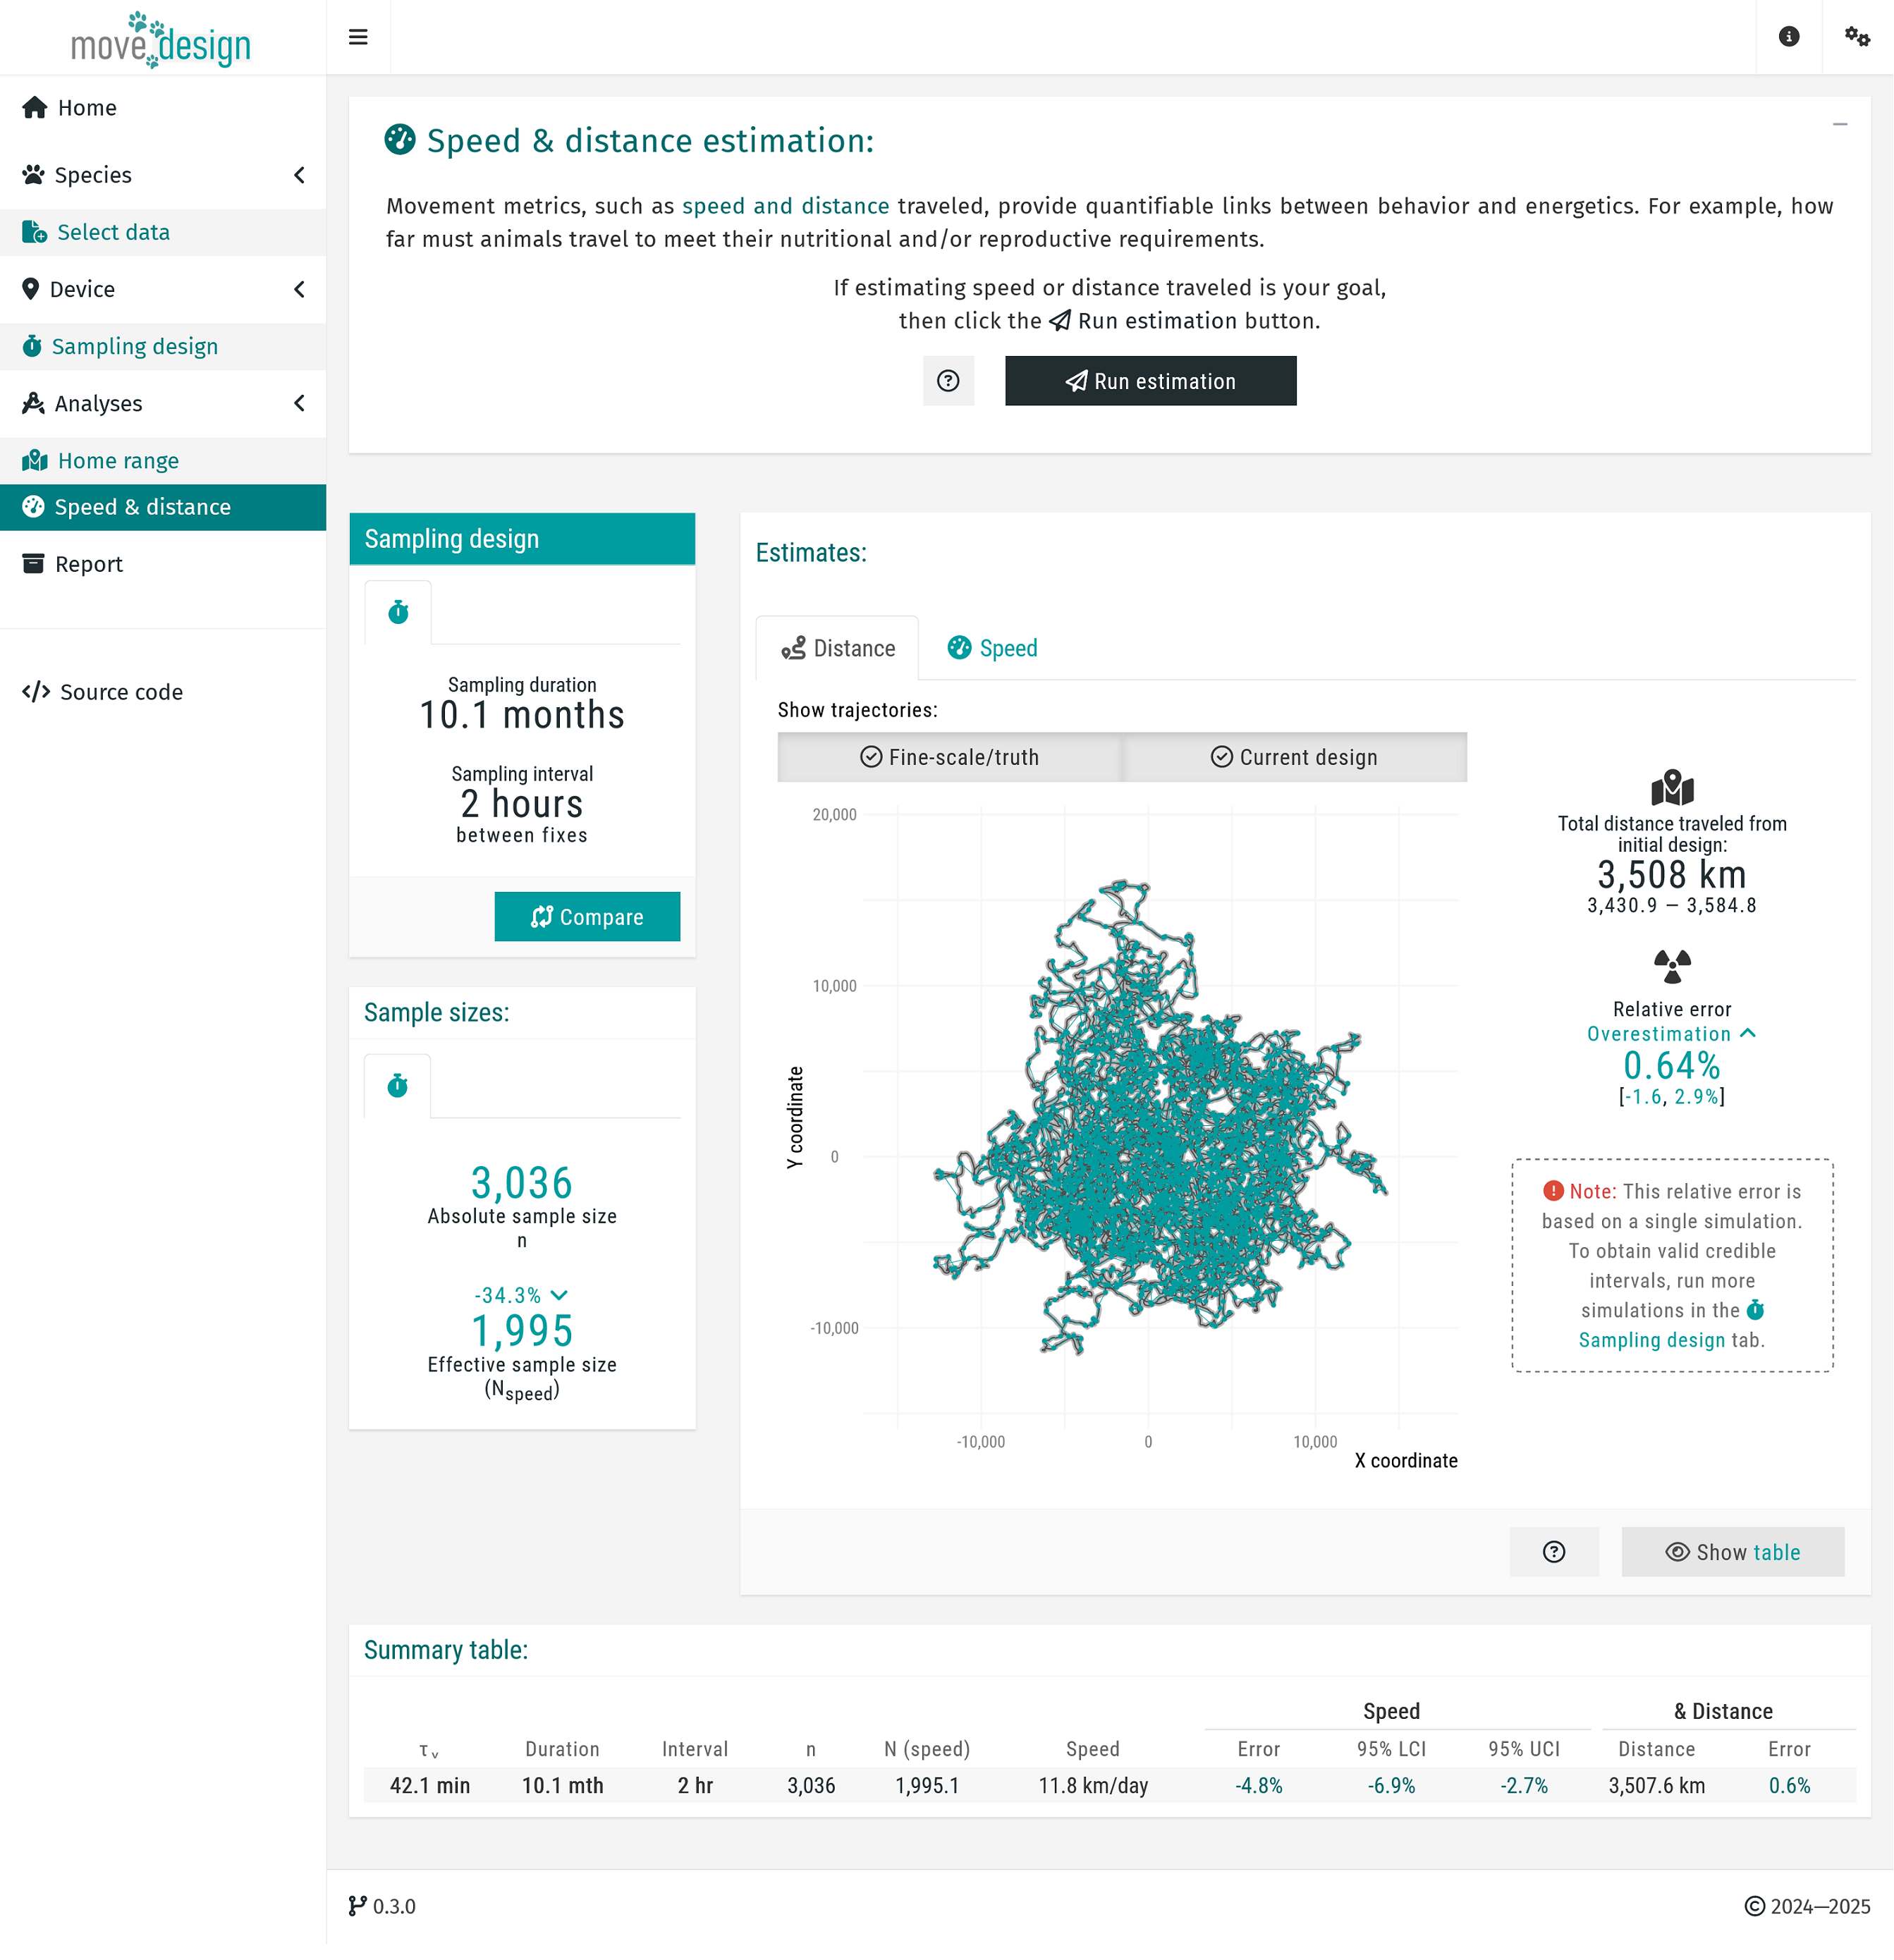 move design
Home
Species
Select data
Device
Sampling design
Analyses
Home range
Speed & distance
Report
Source code
Speed & distance estimation:
Movement metrics, such as speed and distance traveled, provide quantifiable links between behavior and energetics. For example, how
far must animals travel to meet their nutritional and/or reproductive requirements.
If estimating speed or distance traveled is your goal,
then click the Run estimation button.
Run estimation
Sampling design
Sampling duration
10.1 months
Sampling interval
2 hours
between fixes
Compare
Sample sizes:
3,036
Absolute sample size
n
-34.3%
1,995
Effective sample size
(Nspeed)
Estimates:
Distance
Speed
Show trajectories:
Fine-scale/truth
Current design
20,000
10,000
0
-10,000
Y coordinate
-10,000
0
10,000
X coordinate
Total distance traveled from
initial design:
3,508 km
3,430.9 — 3,584.8
Relative error
Overestimation
0.64%
[-1.6, 2.9%]
Note: This relative error is
based on a single simulation.
To obtain valid credible
intervals, run more
simulations in the
Sampling design tab.
Show table
Summary table:
Speed & Distance
τv Duration Interval n N (speed) Speed Error 95% LCI 95% UCI Distance Error
42.1 min 10.1 mth 2 hr 3,036 1,995.1 11.8 km/day -4.8% -6.9% -2.7% 3,507.6 km 0.6%
0.3.0
© 2024—2025